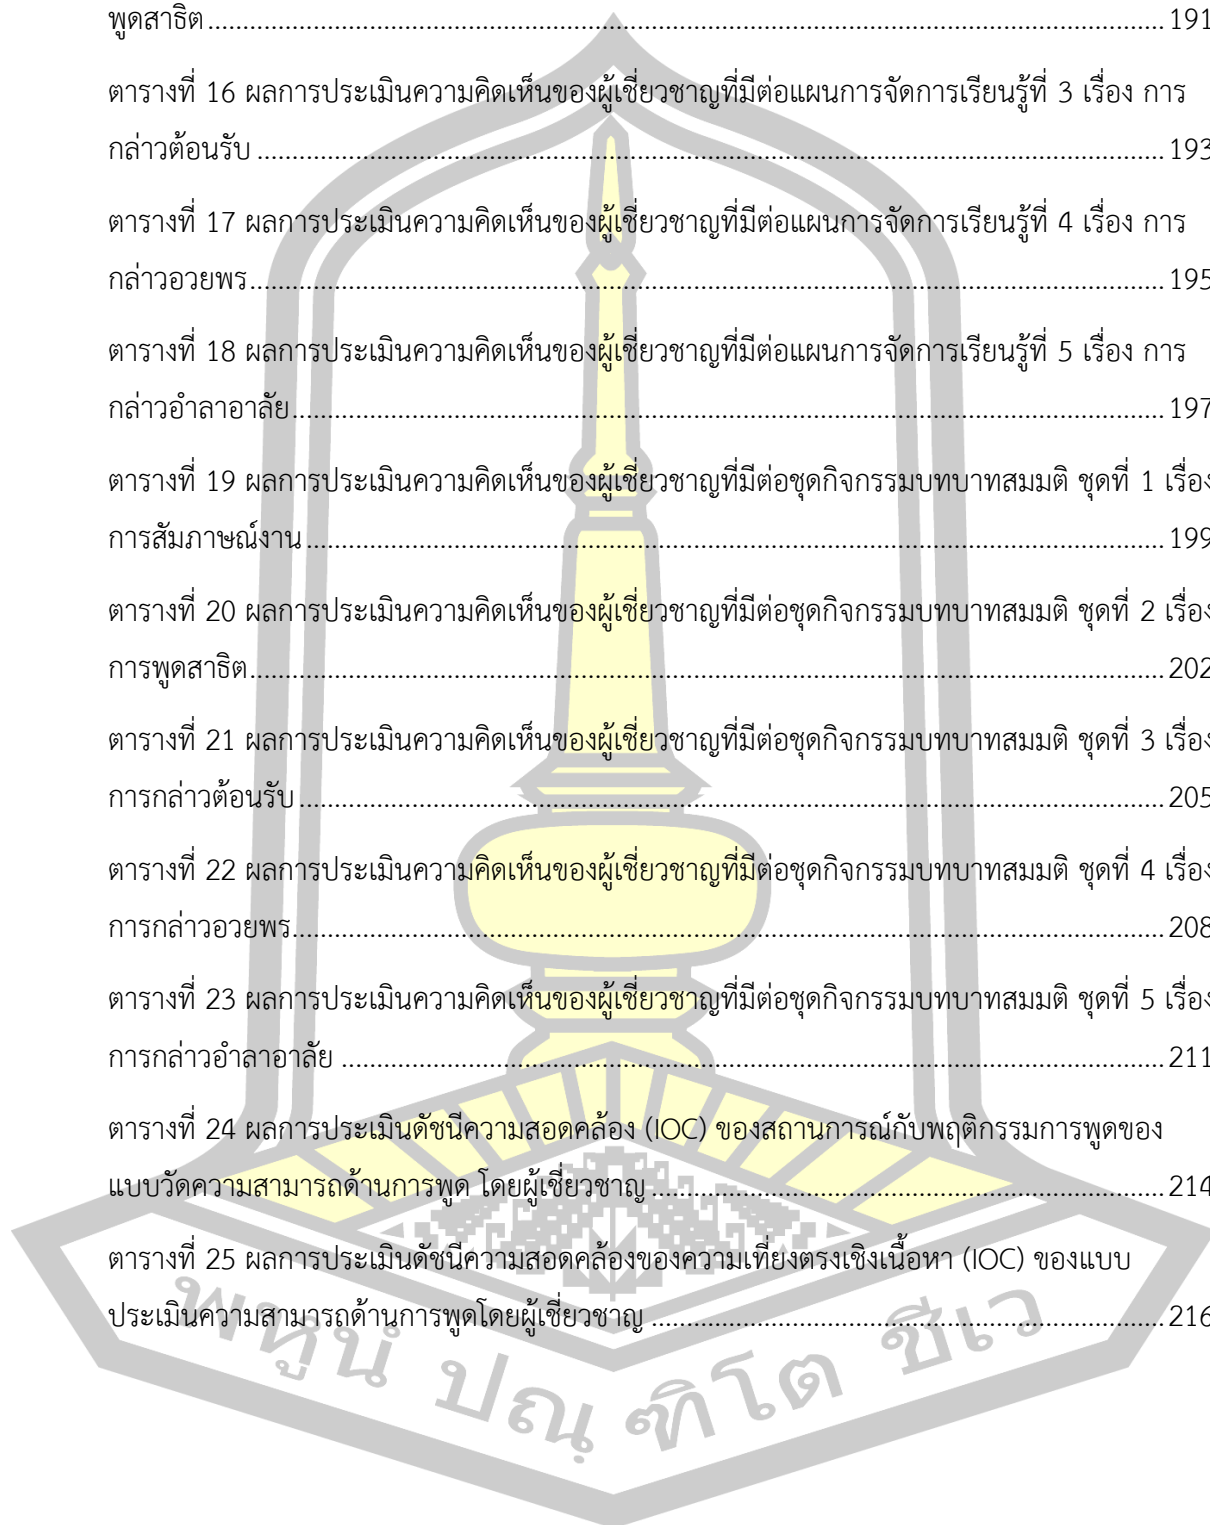 พูดสาธิต.......... 191
ตารางที่ 16 ผลการประเมินความคิดเห็นของผู้เชี่ยวชาญที่มีต่อแผนการจัดการเรียนรู้ที่ 3 เรื่อง การ
กล่าวต้อนรับ.......... 193
ตารางที่ 17 ผลการประเมินความคิดเห็นของผู้เชี่ยวชาญที่มีต่อแผนการจัดการเรียนรู้ที่ 4 เรื่อง การ
กล่าวอวยพร.......... 195
ตารางที่ 18 ผลการประเมินความคิดเห็นของผู้เชี่ยวชาญที่มีต่อแผนการจัดการเรียนรู้ที่ 5 เรื่อง การ
กล่าวอำลาอาลัย.......... 197
ตารางที่ 19 ผลการประเมินความคิดเห็นของผู้เชี่ยวชาญที่มีต่อชุดกิจกรรมบทบาทสมมติ ชุดที่ 1 เรื่อง
การสัมภาษณ์งาน.......... 199
ตารางที่ 20 ผลการประเมินความคิดเห็นของผู้เชี่ยวชาญที่มีต่อชุดกิจกรรมบทบาทสมมติ ชุดที่ 2 เรื่อง
การพูดสาธิต.......... 202
ตารางที่ 21 ผลการประเมินความคิดเห็นของผู้เชี่ยวชาญที่มีต่อชุดกิจกรรมบทบาทสมมติ ชุดที่ 3 เรื่อง
การกล่าวต้อนรับ.......... 205
ตารางที่ 22 ผลการประเมินความคิดเห็นของผู้เชี่ยวชาญที่มีต่อชุดกิจกรรมบทบาทสมมติ ชุดที่ 4 เรื่อง
การกล่าวอวยพร.......... 208
ตารางที่ 23 ผลการประเมินความคิดเห็นของผู้เชี่ยวชาญที่มีต่อชุดกิจกรรมบทบาทสมมติ ชุดที่ 5 เรื่อง
การกล่าวอำลาอาลัย.......... 211
ตารางที่ 24 ผลการประเมินดัชนีความสอดคล้อง (IOC) ของสถานการณ์กับพฤติกรรมการพูดของ
แบบวัดความสามารถด้านการพูด โดยผู้เชี่ยวชาญ.......... 214
ตารางที่ 25 ผลการประเมินดัชนีความสอดคล้องของความเที่ยงตรงเชิงเนื้อหา (IOC) ของแบบ
ประเมินความสามารถด้านการพูดโดยผู้เชี่ยวชาญ.......... 216
พหูนํ ปณฺฑิโต ชีเว